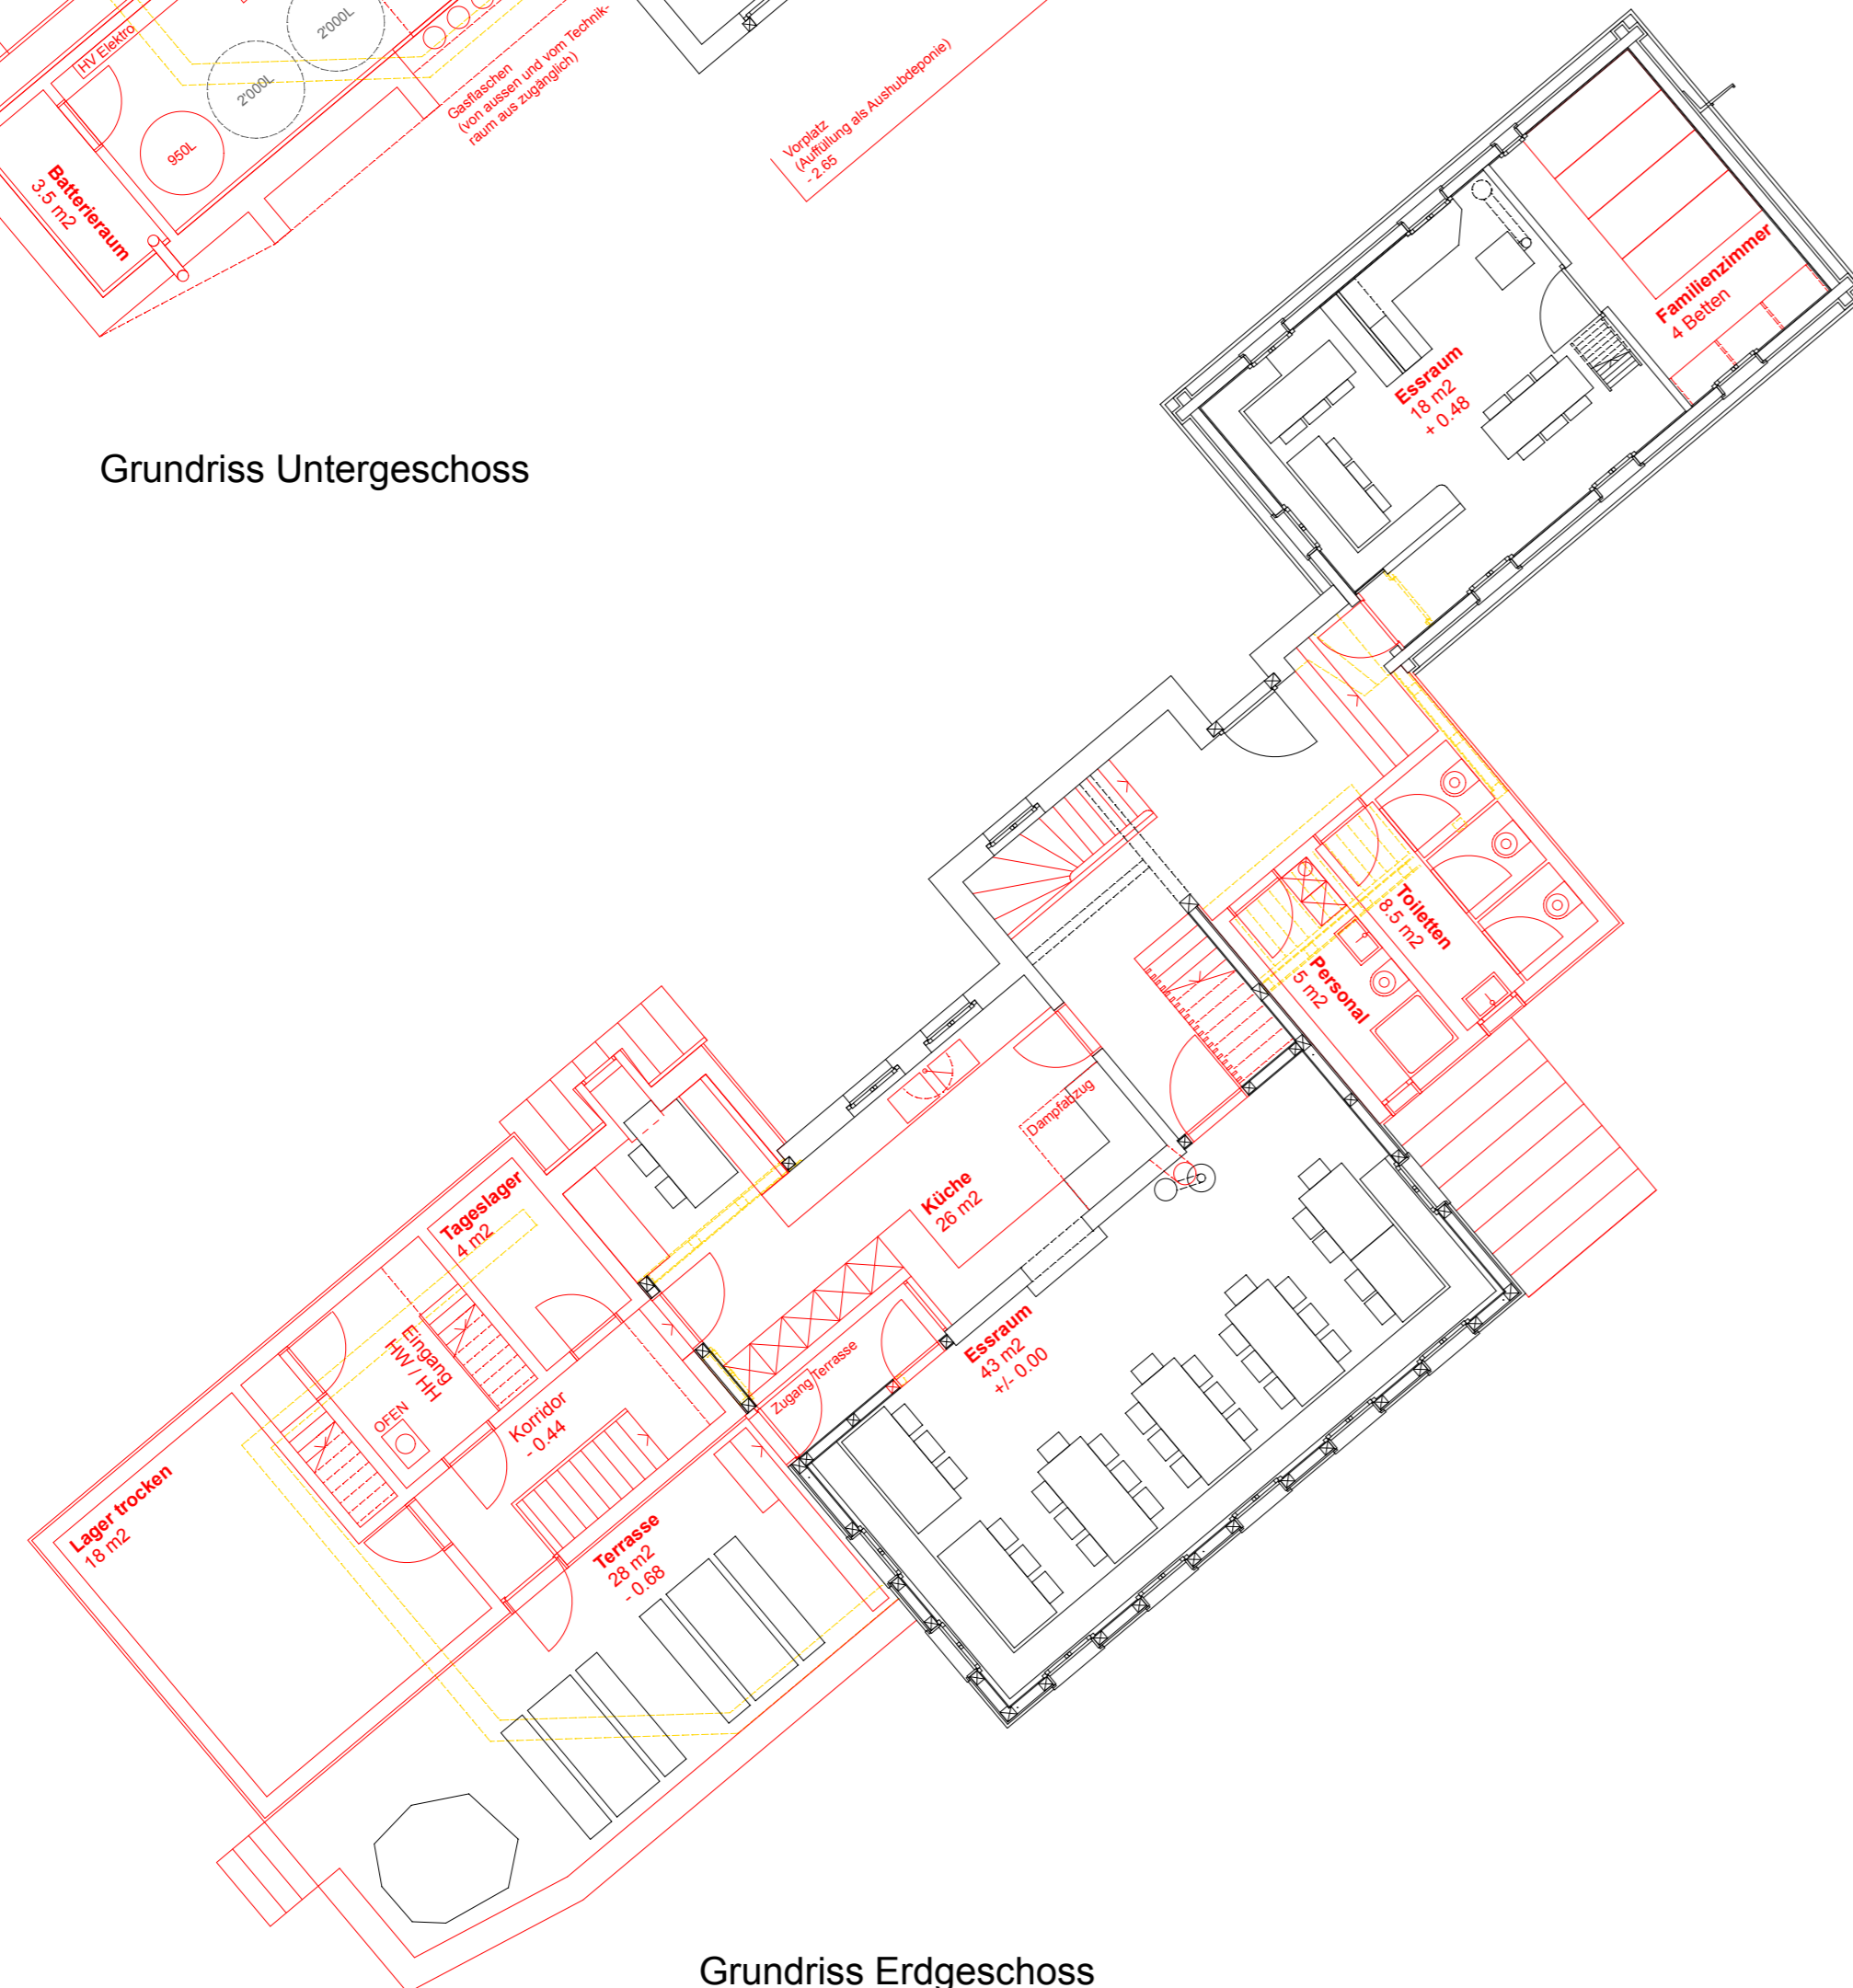 HV Elektro
2'000L
2'000L
950L
Batterieraum
3.5 m2
Gasflaschen
(von aussen und vom Technik-
raum aus zugänglich)
Vorplatz
(Auffüllung als Aushubdeponie)
- 2.65
Grundriss Untergeschoss
Familienzimmer
4 Betten
Essraum
18 m2
+ 0.48
Toiletten
8.5 m2
Personal
5 m2
Dampfabzug
Küche
26 m2
Tageslager
4 m2
Eingang
HW / HH
OFEN
Korridor
- 0.44
Zugang Terrasse
Essraum
43 m2
+/- 0.00
Lager trocken
18 m2
Terrasse
28 m2
- 0.68
Grundriss Erdgeschoss